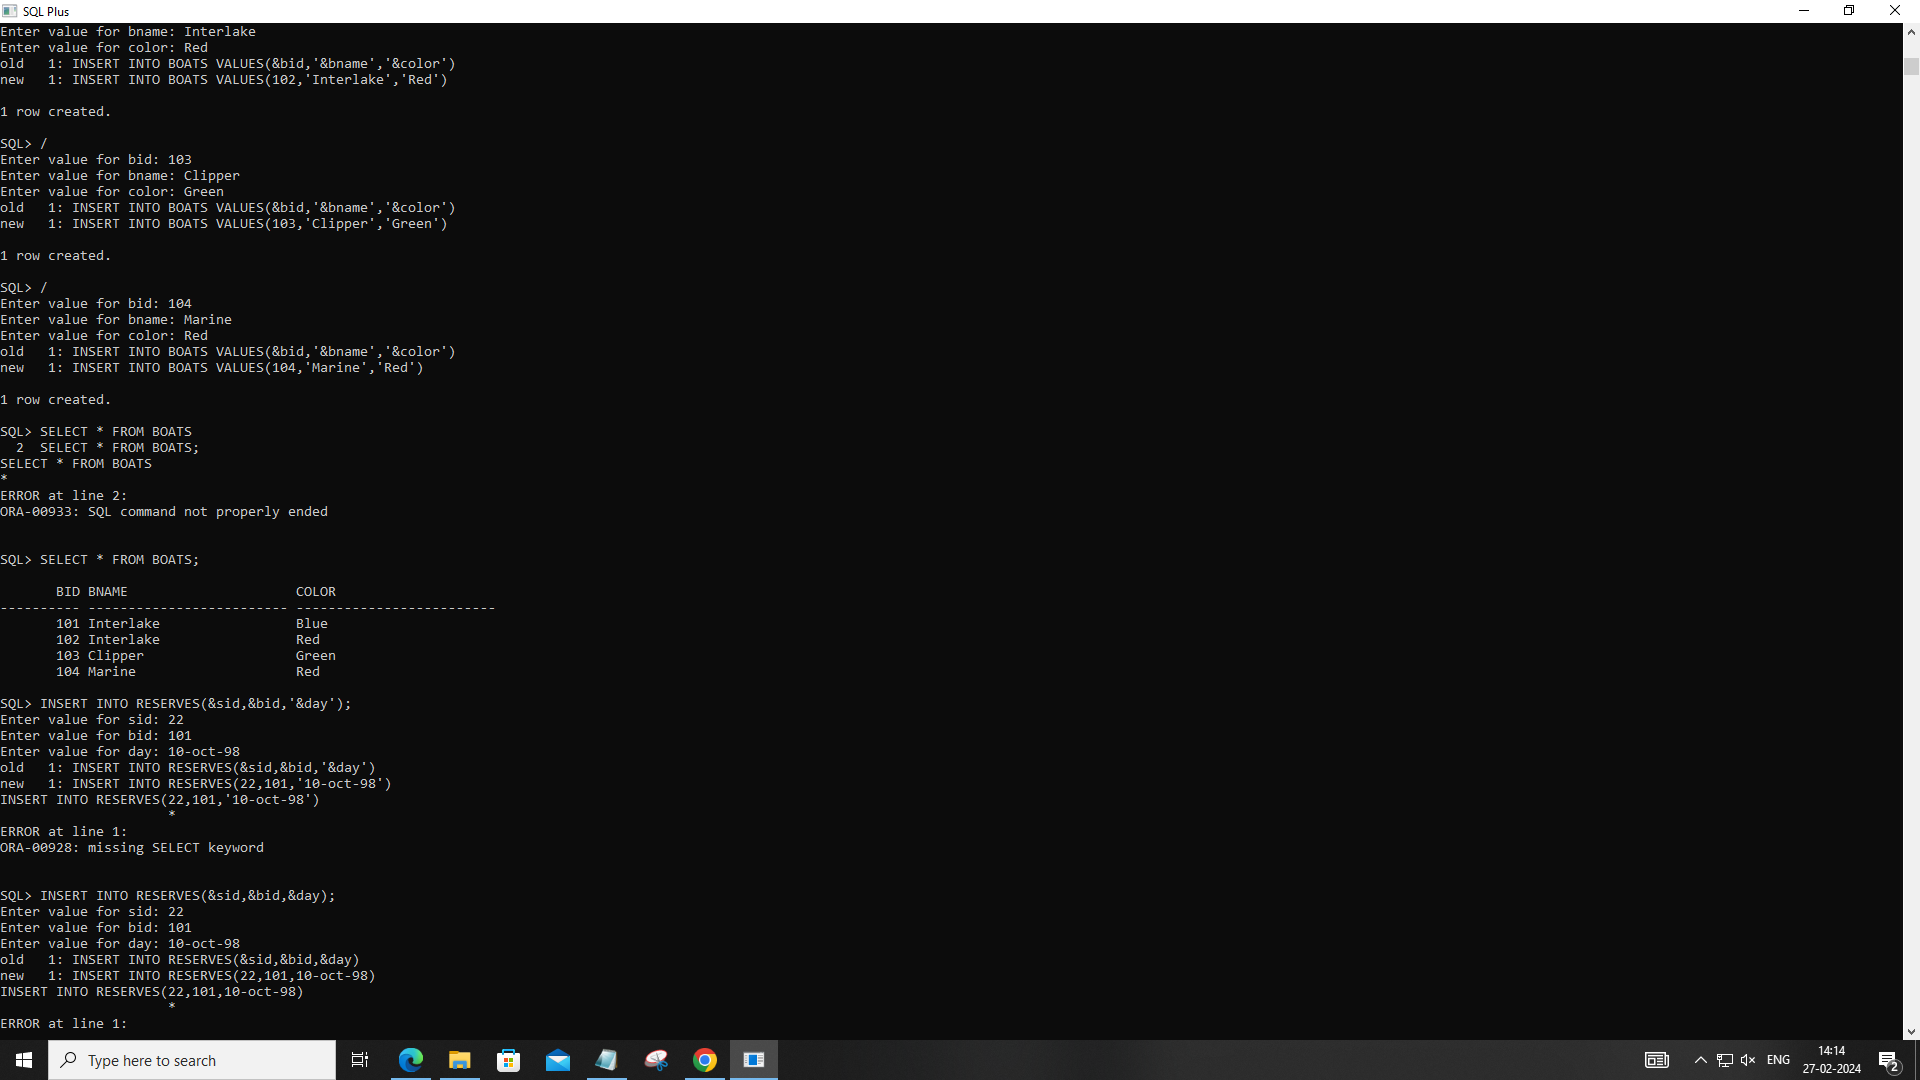 SQL Plus
Enter value for bname: Interlake
Enter value for color: Red
old   1: INSERT INTO BOATS VALUES(&bid,'&bname','&color')
new   1: INSERT INTO BOATS VALUES(102,'Interlake','Red')
1 row created.
SQL> /
Enter value for bid: 103
Enter value for bname: Clipper
Enter value for color: Green
old   1: INSERT INTO BOATS VALUES(&bid,'&bname','&color')
new   1: INSERT INTO BOATS VALUES(103,'Clipper','Green')
1 row created.
SQL> /
Enter value for bid: 104
Enter value for bname: Marine
Enter value for color: Red
old   1: INSERT INTO BOATS VALUES(&bid,'&bname','&color')
new   1: INSERT INTO BOATS VALUES(104,'Marine','Red')
1 row created.
SQL> SELECT * FROM BOATS
  2  SELECT * FROM BOATS;
SELECT * FROM BOATS
*
ERROR at line 2:
ORA-00933: SQL command not properly ended
SQL> SELECT * FROM BOATS;
       BID BNAME                     COLOR
---------- ------------------------- -------------------------
       101 Interlake                 Blue
       102 Interlake                 Red
       103 Clipper                   Green
       104 Marine                    Red
SQL> INSERT INTO RESERVES(&sid,&bid,'&day');
Enter value for sid: 22
Enter value for bid: 101
Enter value for day: 10-oct-98
old   1: INSERT INTO RESERVES(&sid,&bid,'&day')
new   1: INSERT INTO RESERVES(22,101,'10-oct-98')
INSERT INTO RESERVES(22,101,'10-oct-98')
                     *
ERROR at line 1:
ORA-00928: missing SELECT keyword
SQL> INSERT INTO RESERVES(&sid,&bid,&day);
Enter value for sid: 22
Enter value for bid: 101
Enter value for day: 10-oct-98
old   1: INSERT INTO RESERVES(&sid,&bid,&day)
new   1: INSERT INTO RESERVES(22,101,10-oct-98)
INSERT INTO RESERVES(22,101,10-oct-98)
                     *
ERROR at line 1:
Type here to search
ENG
14:14
27-02-2024
2